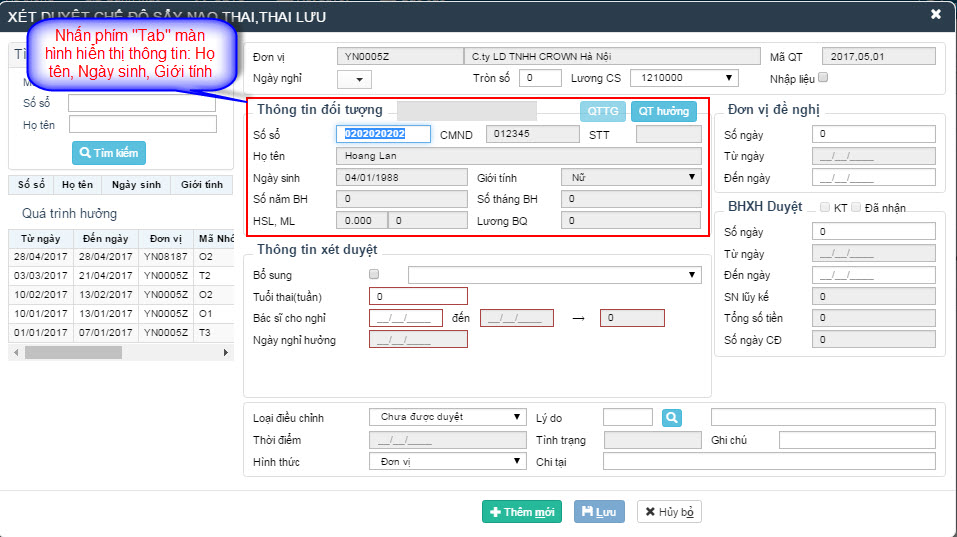 XÉT DUYỆT CHẾ ĐỘ SẨY,NẠO THAI,THAI LƯU
Nhấn phím "Tab" màn
hình hiển thị thông tin: Họ
tên, Ngày sinh, Giới tính
Số sổ
Họ tên
Tìm kiếm
Số sổ Họ tên Ngày sinh Giới tính
Quá trình hưởng
Từ ngày Đến ngày Đơn vị Mã Nhó
28/04/2017 28/04/2017 YN08187 O2
03/03/2017 21/04/2017 YN0005Z T2
10/02/2017 13/02/2017 YN0005Z O2
10/01/2017 13/01/2017 YN0005Z O1
01/01/2017 07/01/2017 YN0005Z T3
Đơn vị YN0005Z C.ty LD TNHH CROWN Hà Nội Mã QT 2017,05,01
Ngày nghỉ Tròn số 0 Lương CS 1210000 Nhập liệu
Thông tin đối tượng QTTG QT hưởng
Số sổ 0202020202 CMND 012345 STT
Họ tên Hoang Lan
Ngày sinh 04/01/1988 Giới tính Nữ
Số năm BH 0 Số tháng BH 0
HSL, ML 0.000 0 Lương BQ 0
Thông tin xét duyệt
Bổ sung
Tuổi thai(tuần) 0
Bác sĩ cho nghỉ __/__/____ đến __/__/____ → 0
Ngày nghỉ hưởng __/__/____
Đơn vị đề nghị
Số ngày 0
Từ ngày __/__/____
Đến ngày __/__/____
BHXH Duyệt KT Đã nhận
Số ngày 0
Từ ngày __/__/____
Đến ngày __/__/____
SN lũy kế 0
Tổng số tiền 0
Số ngày CĐ 0
Loại điều chỉnh Chưa được duyệt Lý do
Thời điểm __/__/____ Tình trạng Ghi chú
Hình thức Đơn vị Chi tại
Thêm mới Lưu Hủy bỏ